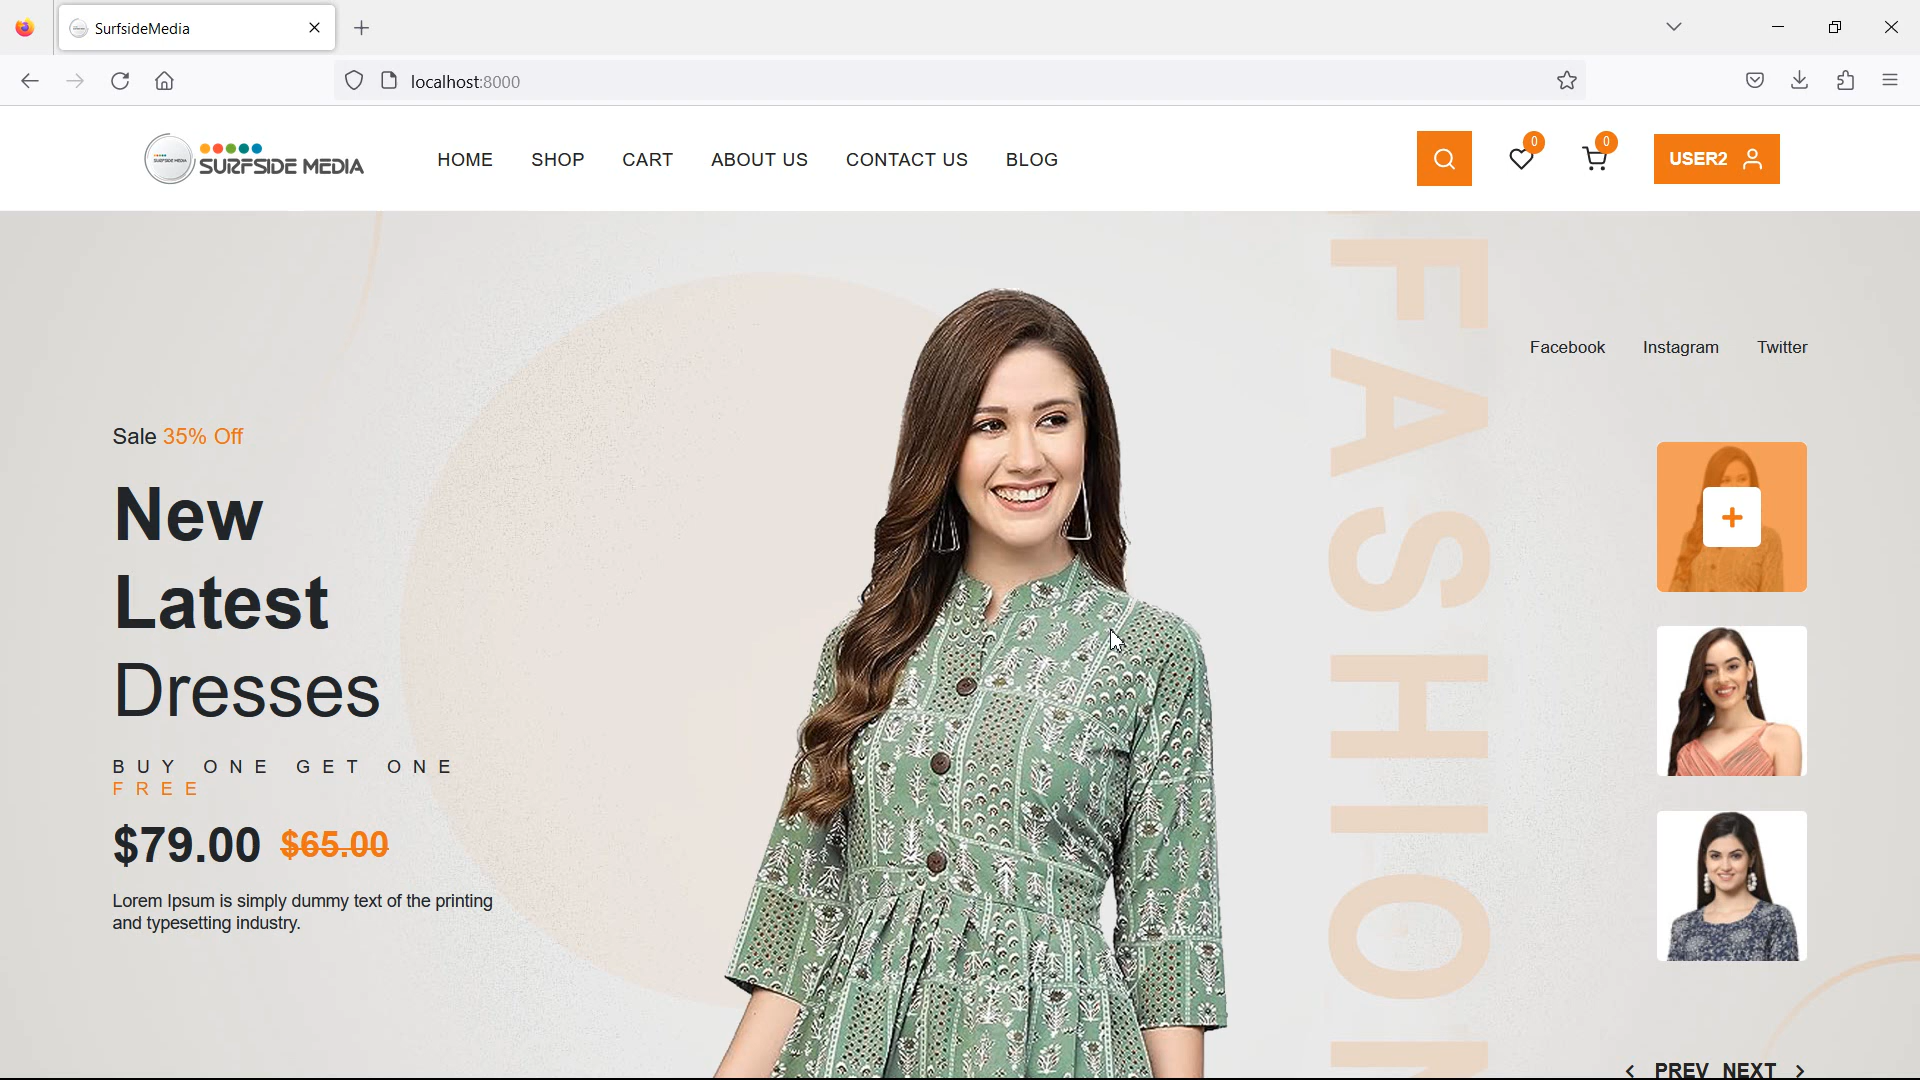 SurfsideMedia
localhost:8000
SURFSIDE MEDIA
SURFSIDE MEDIA
HOME SHOP CART ABOUT US CONTACT US BLOG
0 0 USER2
Facebook Instagram Twitter
Sale 35% Off
New
Latest
Dresses
BUY ONE GET ONE
FREE
$79.00 $65.00
Lorem Ipsum is simply dummy text of the printing
and typesetting industry.
FASHION
PREV NEXT